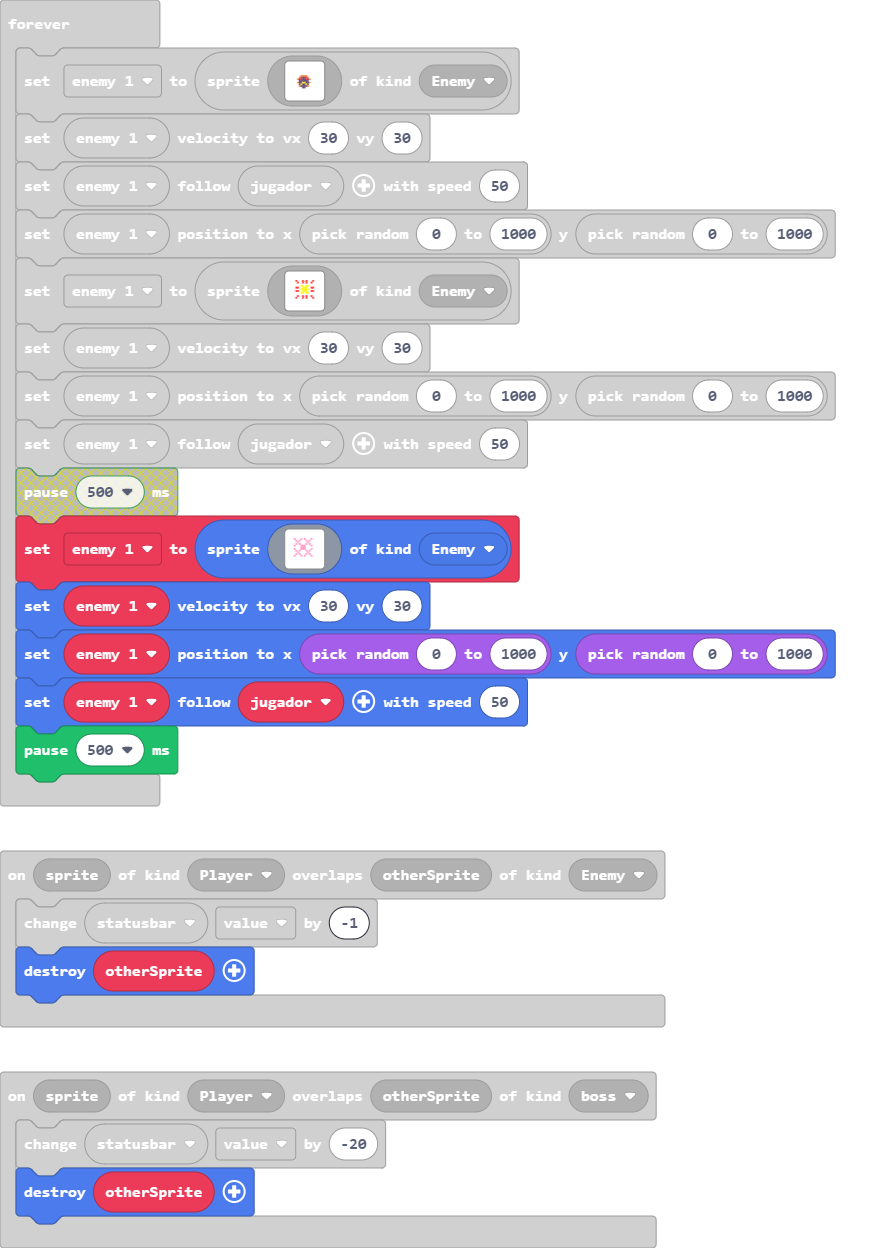 forever
set enemy 1 to sprite of kind Enemy
set enemy 1 velocity to vx 30 vy 30
set enemy 1 follow jugador with speed 50
set enemy 1 position to x pick random 0 to 1000 y pick random 0 to 1000
set enemy 1 to sprite of kind Enemy
set enemy 1 velocity to vx 30 vy 30
set enemy 1 position to x pick random 0 to 1000 y pick random 0 to 1000
set enemy 1 follow jugador with speed 50
pause 500 ms
set enemy 1 to sprite of kind Enemy
set enemy 1 velocity to vx 30 vy 30
set enemy 1 position to x pick random 0 to 1000 y pick random 0 to 1000
set enemy 1 follow jugador with speed 50
pause 500 ms
on sprite of kind Player overlaps otherSprite of kind Enemy
change statusbar value by -1
destroy otherSprite
on sprite of kind Player overlaps otherSprite of kind boss
change statusbar value by -20
destroy otherSprite